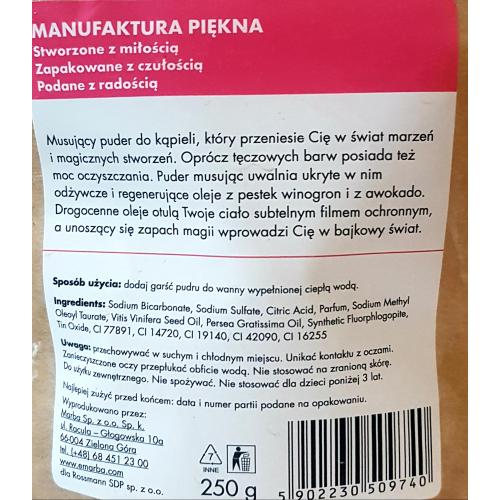 MANUFAKTURA PIĘKNA
Stworzone z miłością
Zapakowane z czułością
Podane z radością
Musujący puder do kąpieli, który przeniesie Cię w świat marzeń
i magicznych stworzeń. Oprócz tęczowych barw posiada też
moc oczyszczania. Puder musując uwalnia ukryte w nim
odżywcze i regenerujące oleje z pestek winogron i z awokado.
Drogocenne oleje otulą Twoje ciało subtelnym filmem ochronnym,
a unoszący się zapach magii wprowadzi Cię w bajkowy świat.
Sposób użycia: dodaj garść pudru do wanny wypełnionej ciepłą wodą.
Ingredients: Sodium Bicarbonate, Sodium Sulfate, Citric Acid, Parfum, Sodium Methyl
Oleoyl Taurate, Vitis Vinifera Seed Oil, Persea Gratissima Oil, Synthetic Fluorphlogopite,
Tin Oxide, CI 77891, CI 14720, CI 19140, CI 42090, CI 16255
Uwaga: przechowywać w suchym i chłodnym miejscu. Unikać kontaktu z oczami.
Zanieczyszczone oczy przepłukać obficie wodą. Nie stosować na zranioną skórę.
Do użytku zewnętrznego. Nie spożywać. Nie stosować dla dzieci poniżej 3 lat.
Najlepiej zużyć przed końcem: data i numer partii podane na opakowaniu.
Wyprodukowano przez:
Marba Sp. z o.o. Sp. k.
ul. Racula – Głogowska 10a
66-004 Zielona Góra
tel. (+48) 68 451 23 00
www.emarba.com
dla Rossmann SDP sp. z o.o.
7
INNE
250 g
5 902230 509740